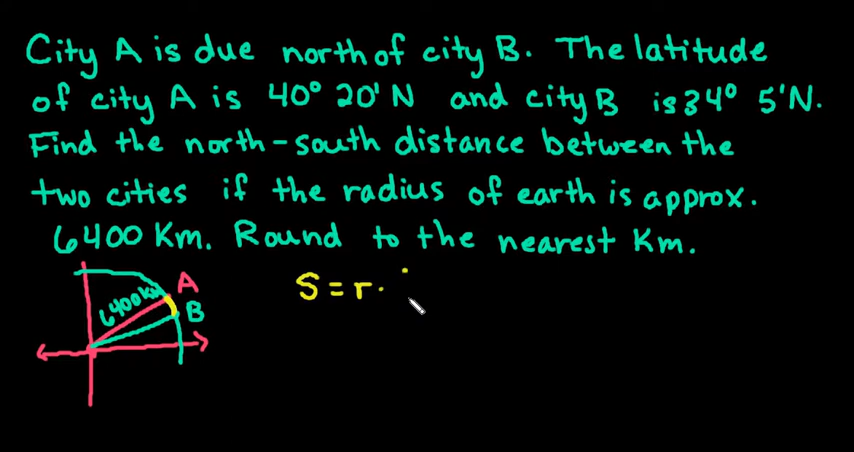 City A is due north of city B. The latitude
of city A is 40° 20' N and city B is 34° 5' N.
Find the north-south distance between the
two cities if the radius of earth is approx.
6400 Km. Round to the nearest Km.
A
6400 km
B
S = r ·